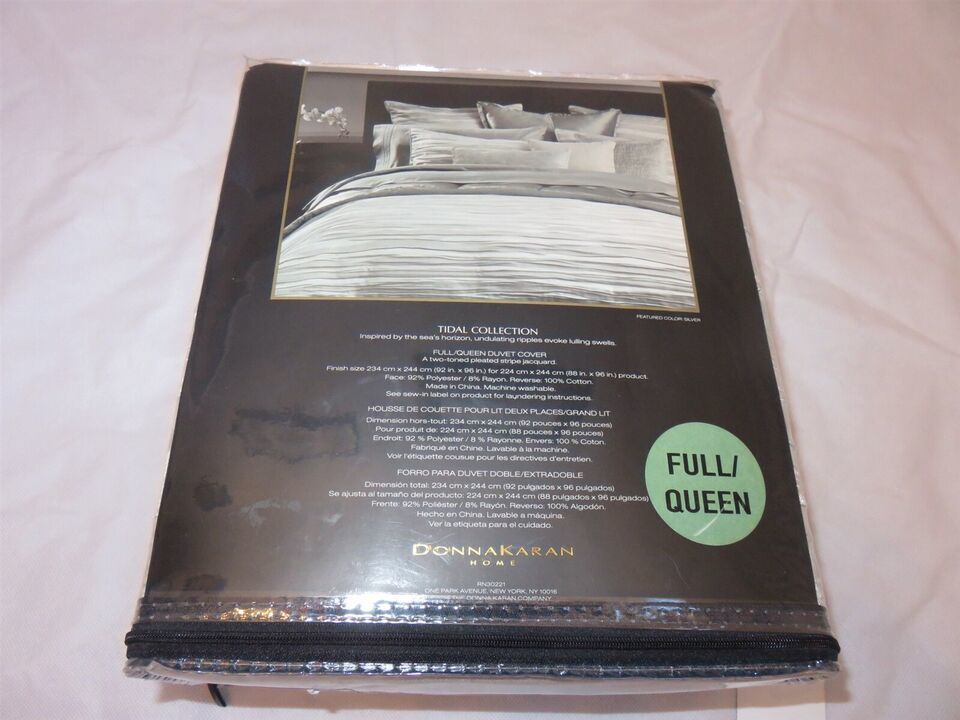 FEATURED COLOR: SILVER
TIDAL COLLECTION
Inspired by the sea's horizon, undulating ripples evoke lulling swells.
FULL/QUEEN DUVET COVER
A two-toned pleated stripe jacquard.
Finish size 234 cm x 244 cm (92 in. x 96 in.) for 224 cm x 244 cm (88 in. x 96 in.) product.
Face: 92% Polyester / 8% Rayon. Reverse: 100% Cotton.
Made in China. Machine washable.
See sew-in label on product for laundering instructions.
HOUSSE DE COUETTE POUR LIT DEUX PLACES/GRAND LIT
Dimension hors-tout: 234 cm x 244 cm (92 pouces x 96 pouces)
Pour produit de: 224 cm x 244 cm (88 pouces x 96 pouces)
Endroit: 92 % Polyester / 8 % Rayonne. Envers: 100 % Coton.
Fabriqué en Chine. Lavable à la machine.
Voir l'étiquette cousue pour les directives d'entretien.
FORRO PARA DUVET DOBLE/EXTRADOBLE
Dimensión total: 234 cm x 244 cm (92 pulgados x 96 pulgados)
Se ajusta al tamaño del producto: 224 cm x 244 cm (88 pulgados x 96 pulgados)
Frente: 92% Poliéster / 8% Rayón. Reverso: 100% Algodón.
Hecho en China. Lavable a máquina.
Ver la etiqueta para el cuidado.
FULL/
QUEEN
DONNAKARAN
HOME
RN30221
ONE PARK AVENUE, NEW YORK, NY 10016
THE DONNA KARAN COMPANY